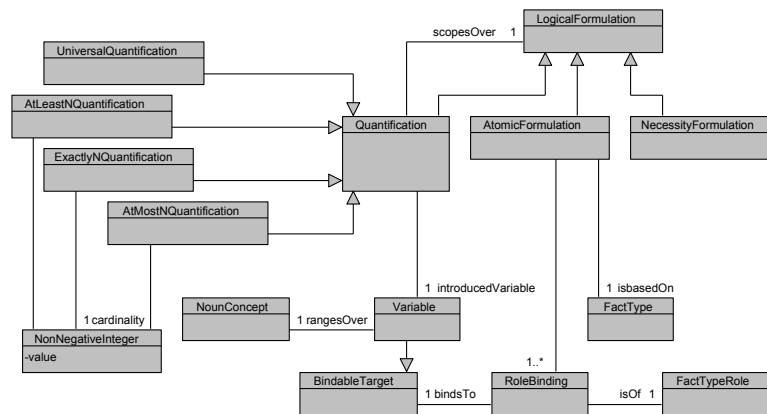 LogicalFormulation
scopesOver 1
UniversalQuantification
AtLeastNQuantification
Quantification
AtomicFormulation
NecessityFormulation
ExactlyNQuantification
AtMostNQuantification
1 introducedVariable
1 isbasedOn
NounConcept
1 rangesOver
Variable
FactType
1 cardinality
NonNegativeInteger
-value
1..*
BindableTarget
1 bindsTo
RoleBinding
isOf 1
FactTypeRole